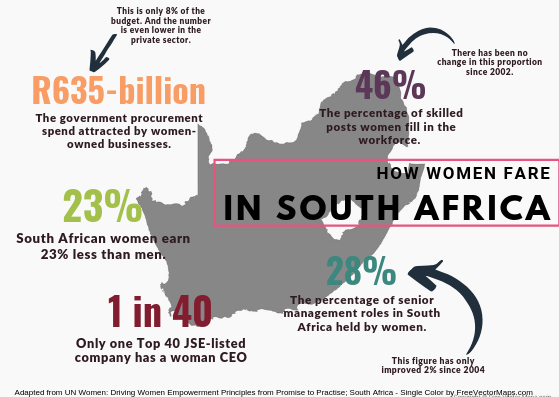 This is only 8% of the
budget. And the number
is even lower in the
private sector.
R635-billion
The government procurement
spend attracted by women-
owned businesses.
There has been no
change in this proportion
since 2002.
46%
The percentage of skilled
posts women fill in the
workforce.
HOW WOMEN FARE
IN SOUTH AFRICA
23%
South African women earn
23% less than men.
28%
The percentage of senior
management roles in South
Africa held by women.
1 in 40
Only one Top 40 JSE-listed
company has a woman CEO
This figure has only
improved 2% since 2004
Adapted from UN Women: Driving Women Empowerment Principles from Promise to Practise; South Africa - Single Color by FreeVectorMaps.com